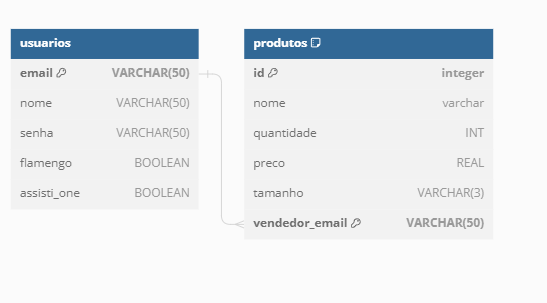 usuarios
email VARCHAR(50)
nome VARCHAR(50)
senha VARCHAR(50)
flamengo BOOLEAN
assisti_one BOOLEAN
produtos
id integer
nome varchar
quantidade INT
preco REAL
tamanho VARCHAR(3)
vendedor_email VARCHAR(50)